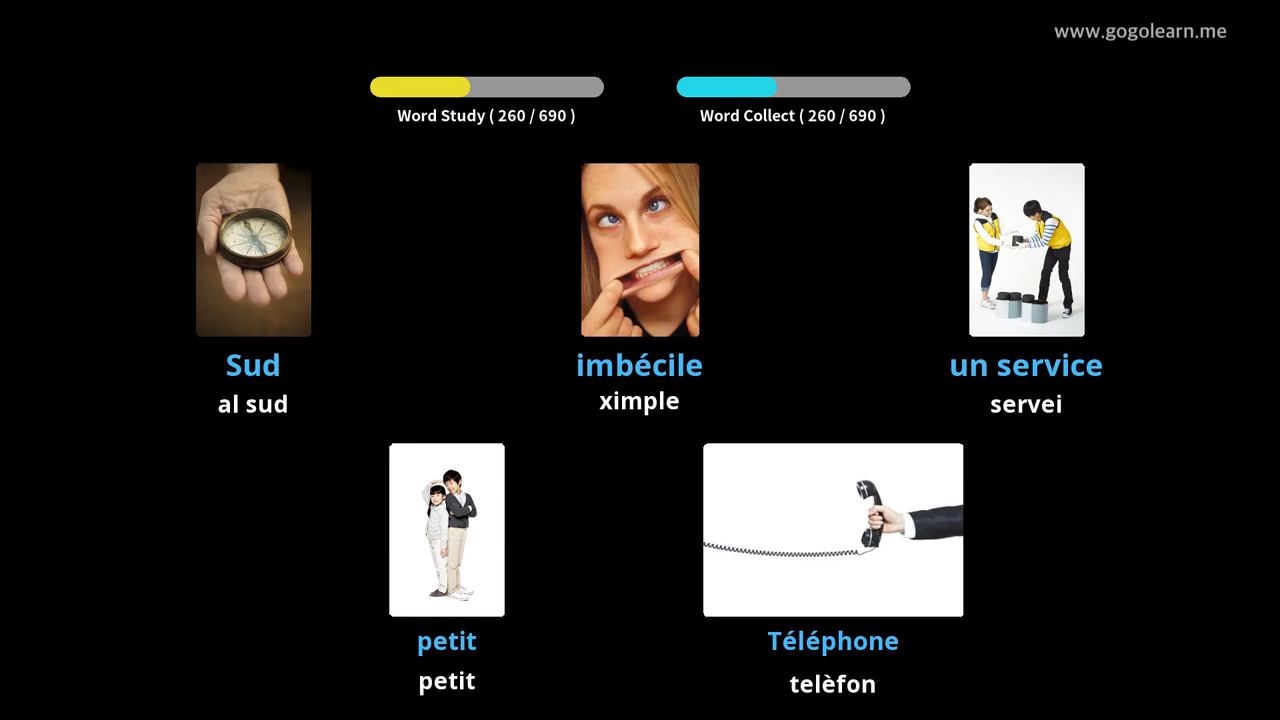 www.gogolearn.me
Word Study ( 260 / 690 )
Word Collect ( 260 / 690 )
Sud
al sud
imbécile
ximple
un service
servei
petit
petit
Téléphone
telèfon